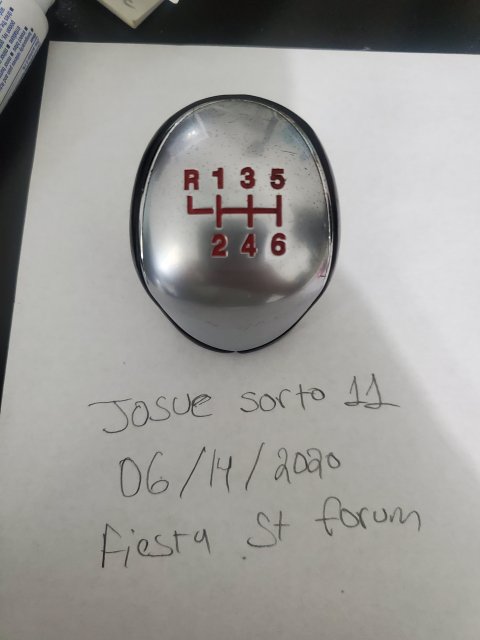 R 1 3 5
2 4 6
Josue sorto 11
06/14/2020
Fiesta St forum